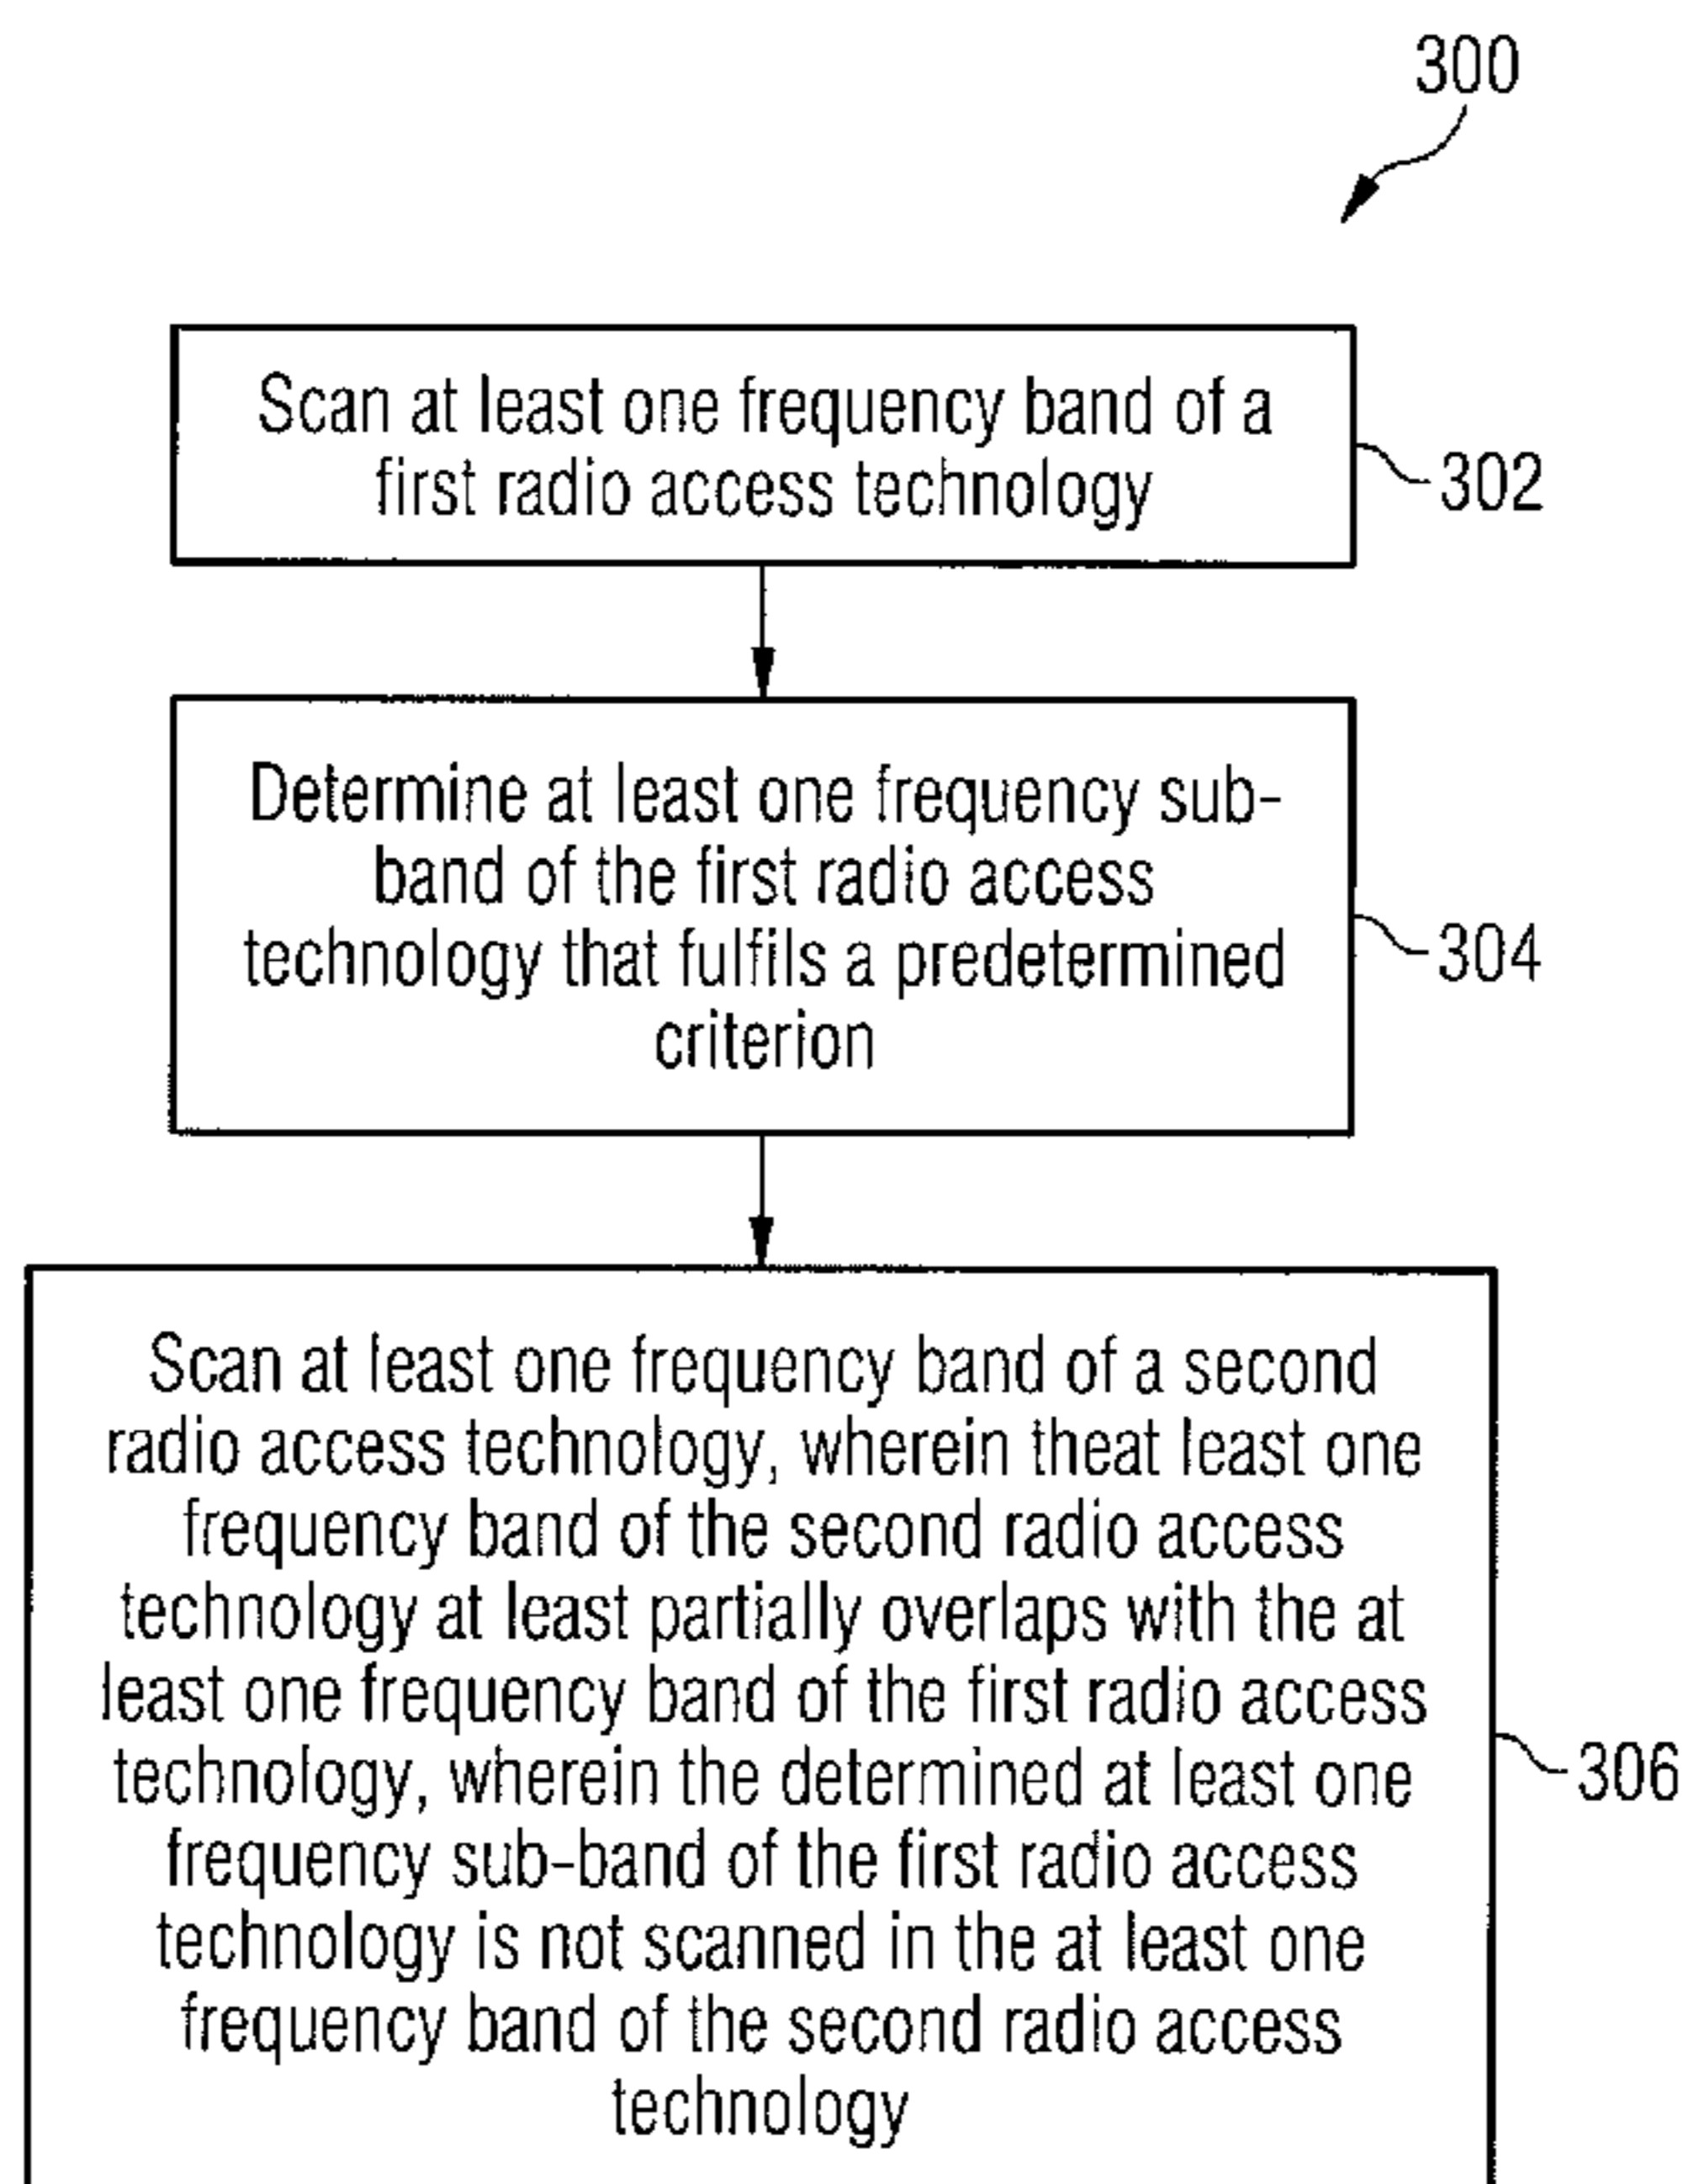 300
Scan at least one frequency band of a
first radio access technology
302
Determine at least one frequency sub-
band of the first radio access
technology that fulfils a predetermined
criterion
304
Scan at least one frequency band of a second
radio access technology, wherein theat least one
frequency band of the second radio access
technology at least partially overlaps with the at
least one frequency band of the first radio access
technology, wherein the determined at least one
frequency sub-band of the first radio access
technology is not scanned in the at least one
frequency band of the second radio access
technology
306